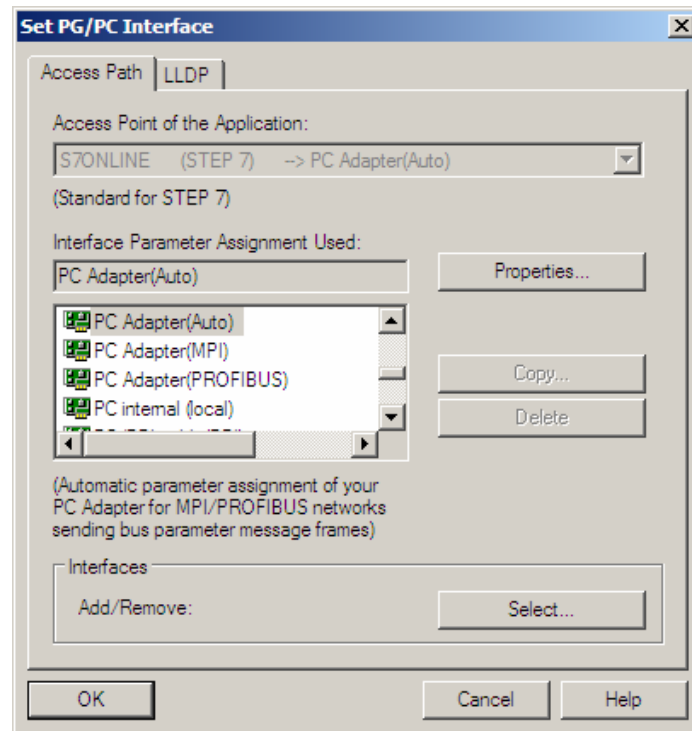 Set PG/PC Interface
Access Path
LLDP
Access Point of the Application:
S7ONLINE (STEP 7) --> PC Adapter(Auto)
(Standard for STEP 7)
Interface Parameter Assignment Used:
PC Adapter(Auto)
Properties...
PC Adapter(Auto)
PC Adapter(MPI)
PC Adapter(PROFIBUS)
PC internal (local)
Copy...
Delete
(Automatic parameter assignment of your
PC Adapter for MPI/PROFIBUS networks
sending bus parameter message frames)
Interfaces
Add/Remove:
Select...
OK
Cancel
Help